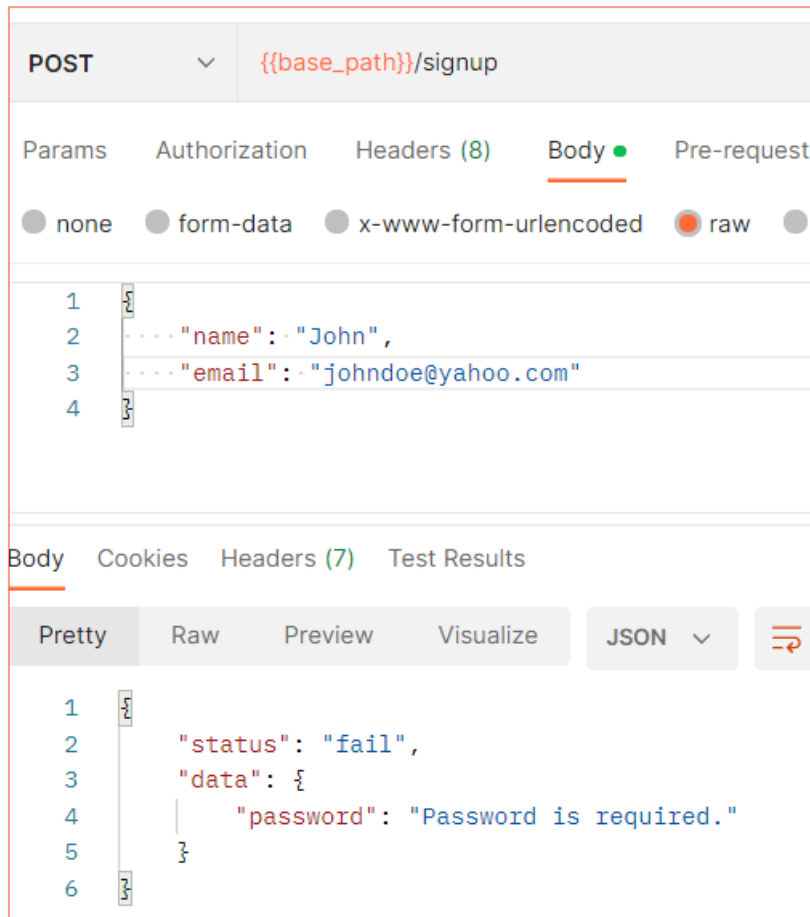 POST {{base_path}}/signup
Params Authorization Headers (8) Body Pre-request
none form-data x-www-form-urlencoded raw
1 {
2 "name": "John",
3 "email": "johndoe@yahoo.com"
4 }
Body Cookies Headers (7) Test Results
Pretty Raw Preview Visualize JSON
1 {
2 "status": "fail",
3 "data": {
4 "password": "Password is required."
5 }
6 }